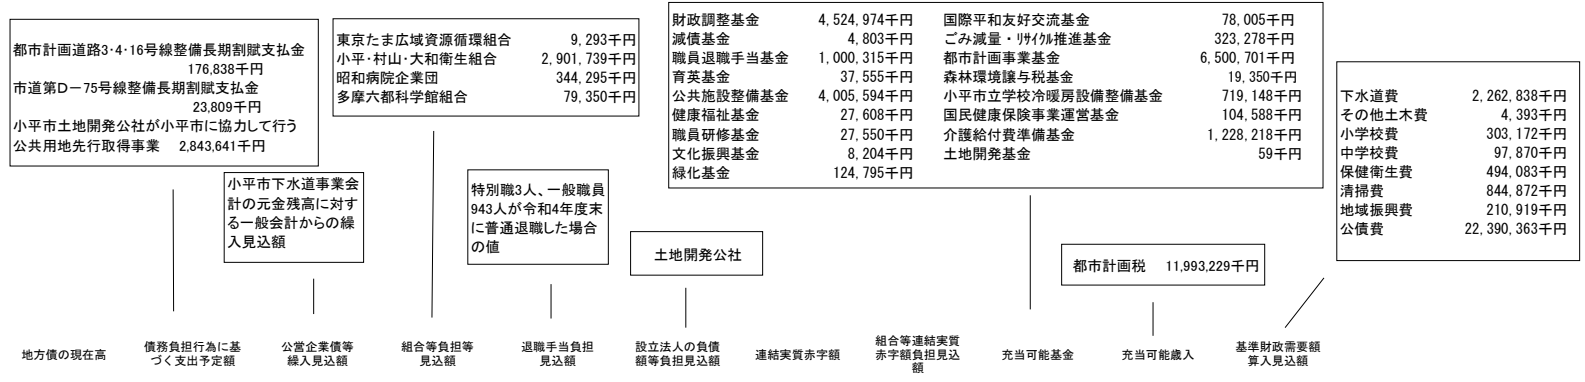 都市計画道路3･4･16号線整備長期割賦支払金
176,838千円
市道第D－75号線整備長期割賦支払金
23,809千円
小平市土地開発公社が小平市に協力して行う
公共用地先行取得事業 2,843,641千円
東京たま広域資源循環組合 9,293千円
小平･村山･大和衛生組合 2,901,739千円
昭和病院企業団 344,295千円
多摩六都科学館組合 79,350千円
財政調整基金 4,524,974千円 国際平和友好交流基金 78,005千円
減債基金 4,803千円 ごみ減量・ﾘｻｲｸﾙ推進基金 323,278千円
職員退職手当基金 1,000,315千円 都市計画事業基金 6,500,701千円
育英基金 37,555千円 森林環境譲与税基金 19,350千円
公共施設整備基金 4,005,594千円 小平市立学校冷暖房設備整備基金 719,148千円
健康福祉基金 27,608千円 国民健康保険事業運営基金 104,588千円
職員研修基金 27,550千円 介護給付費準備基金 1,228,218千円
文化振興基金 8,204千円 土地開発基金 59千円
緑化基金 124,795千円
下水道費 2,262,838千円
その他土木費 4,393千円
小学校費 303,172千円
中学校費 97,870千円
保健衛生費 494,083千円
清掃費 844,872千円
地域振興費 210,919千円
公債費 22,390,363千円
小平市下水道事業会
計の元金残高に対す
る一般会計からの繰
入見込額
特別職3人、一般職員
943人が令和4年度末
に普通退職した場合
の値
土地開発公社
都市計画税 11,993,229千円
地方債の現在高
債務負担行為に基
づく支出予定額
公営企業債等
繰入見込額
組合等負担等
見込額
退職手当負担
見込額
設立法人の負債
額等負担見込額
連結実質赤字額
組合等連結実質
赤字額負担見込
額
充当可能基金
充当可能歳入
基準財政需要額
算入見込額